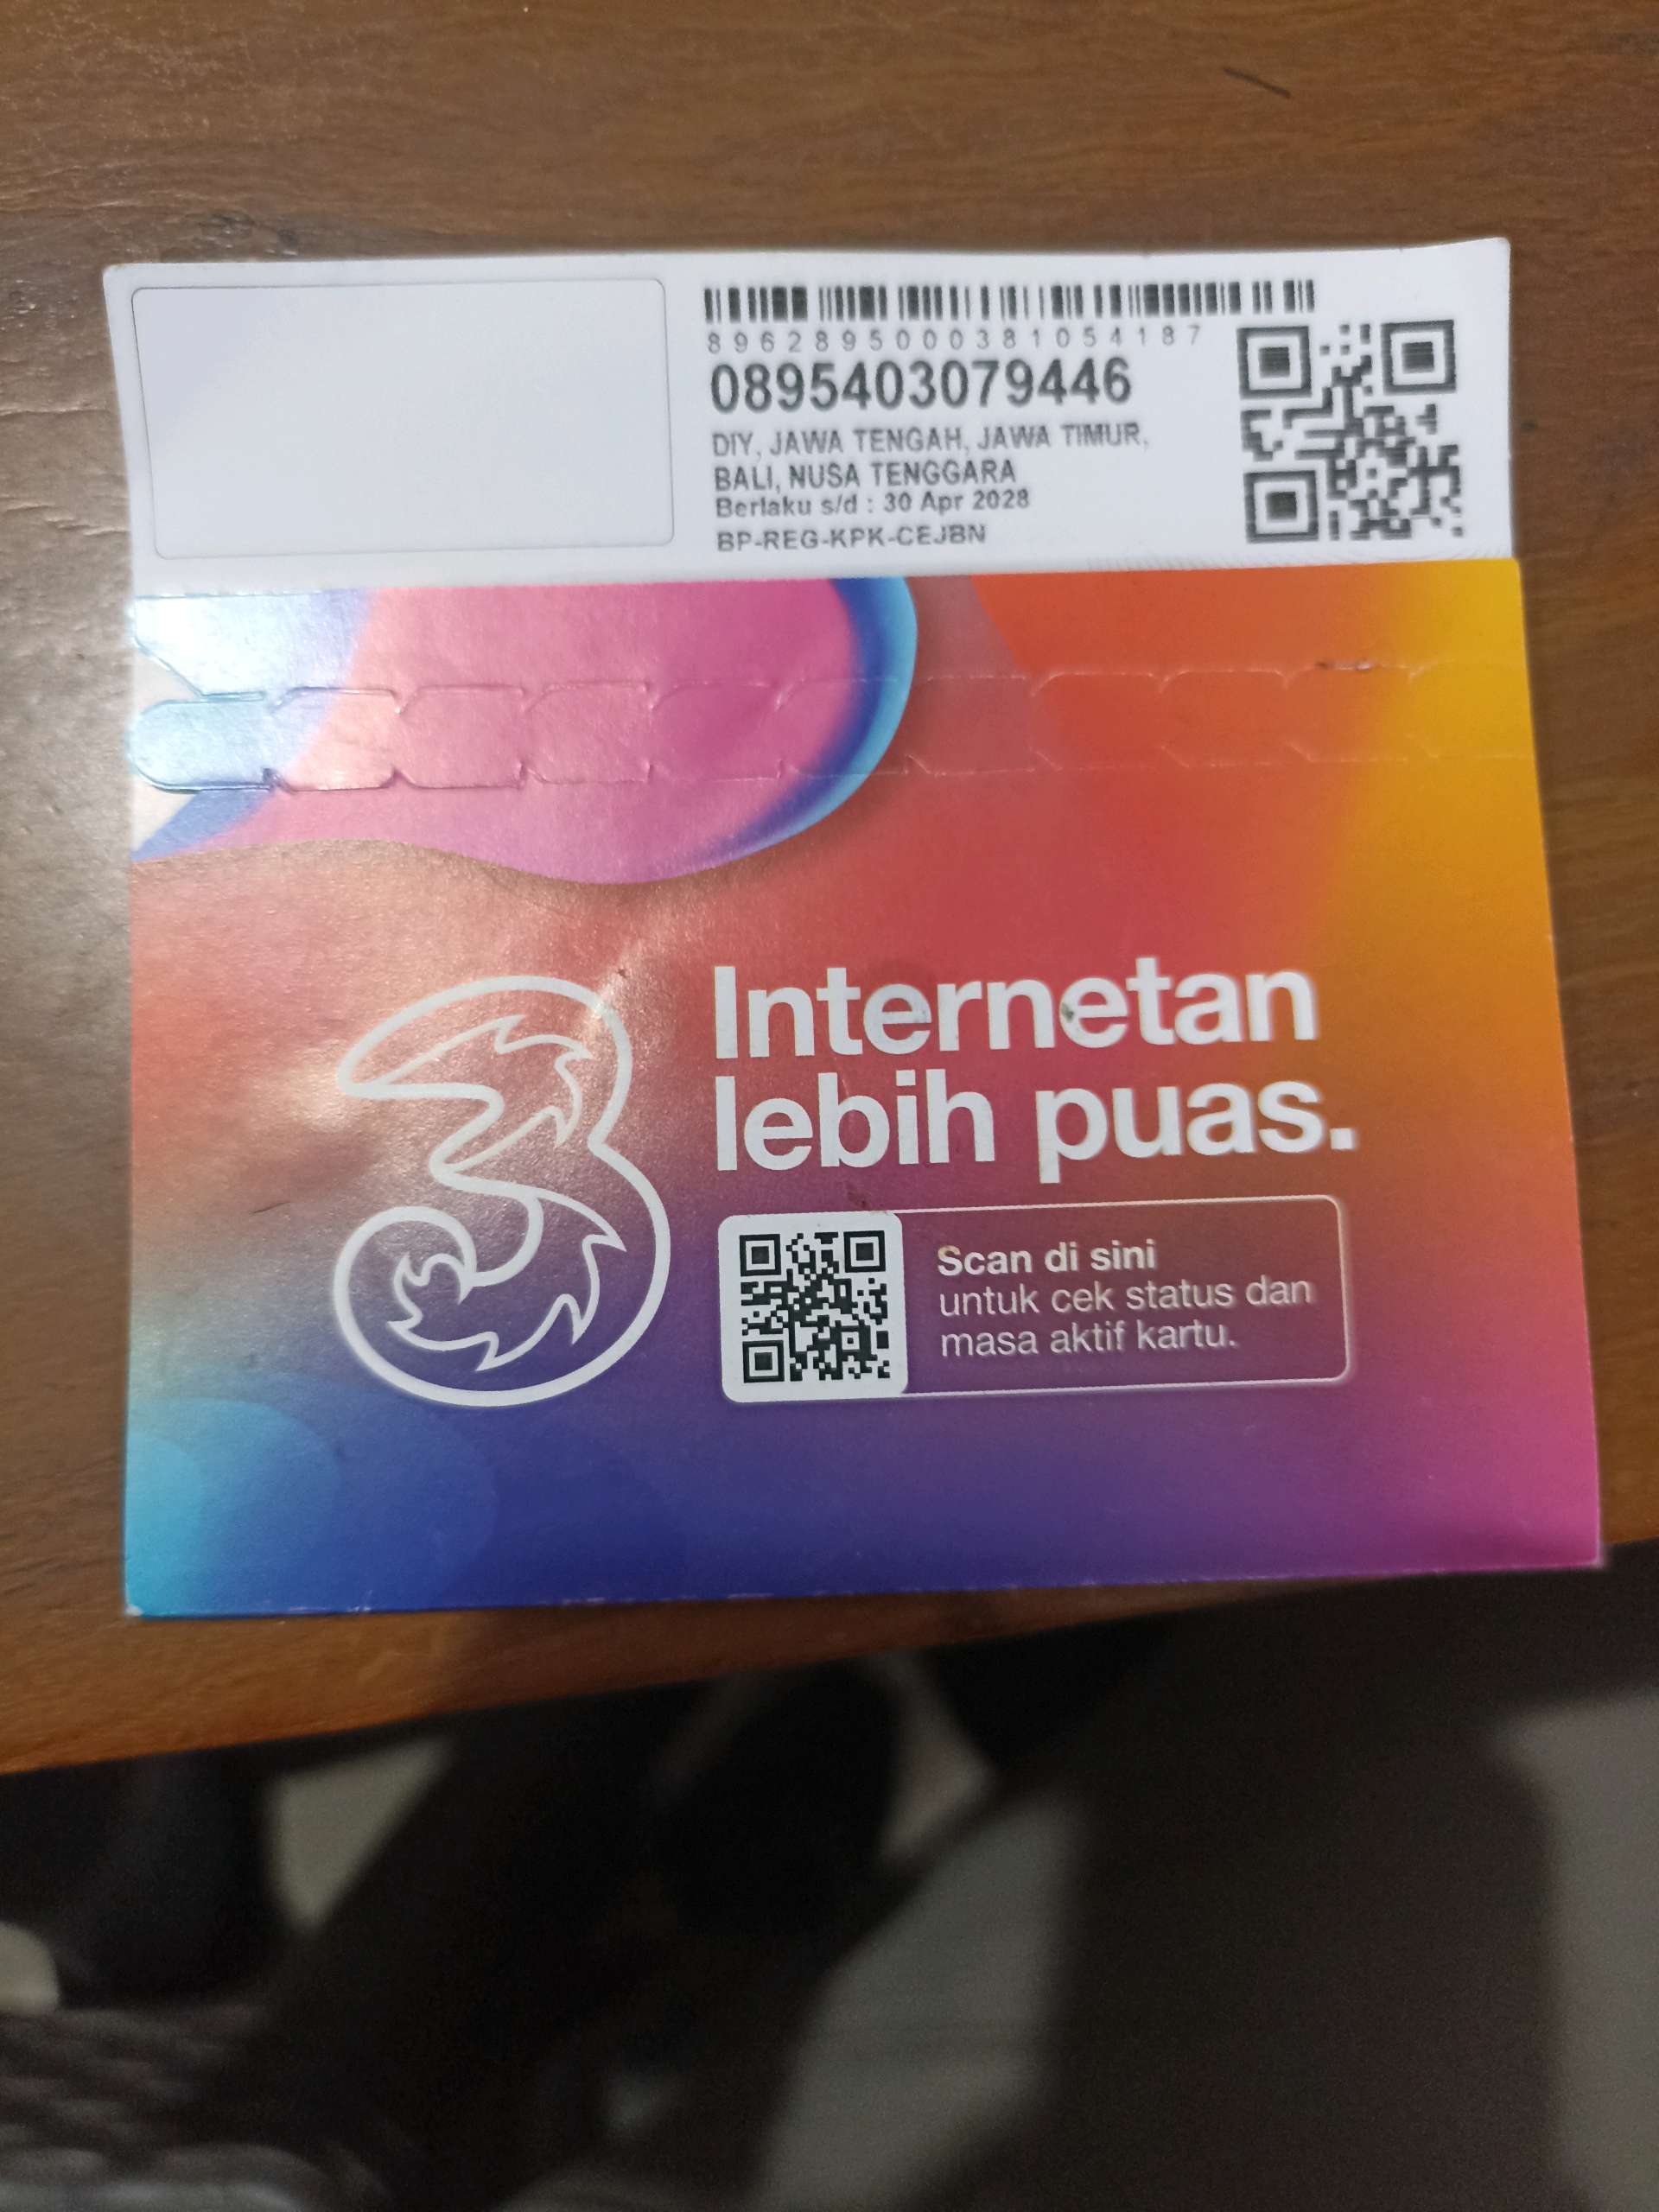 8962895000381054187
0895403079446
DIY, JAWA TENGAH, JAWA TIMUR,
BALI, NUSA TENGGARA
Berlaku s/d : 30 Apr 2028
BP-REG-KPK-CEJBN
3
Internetan
lebih puas.
Scan di sini
untuk cek status dan
masa aktif kartu.